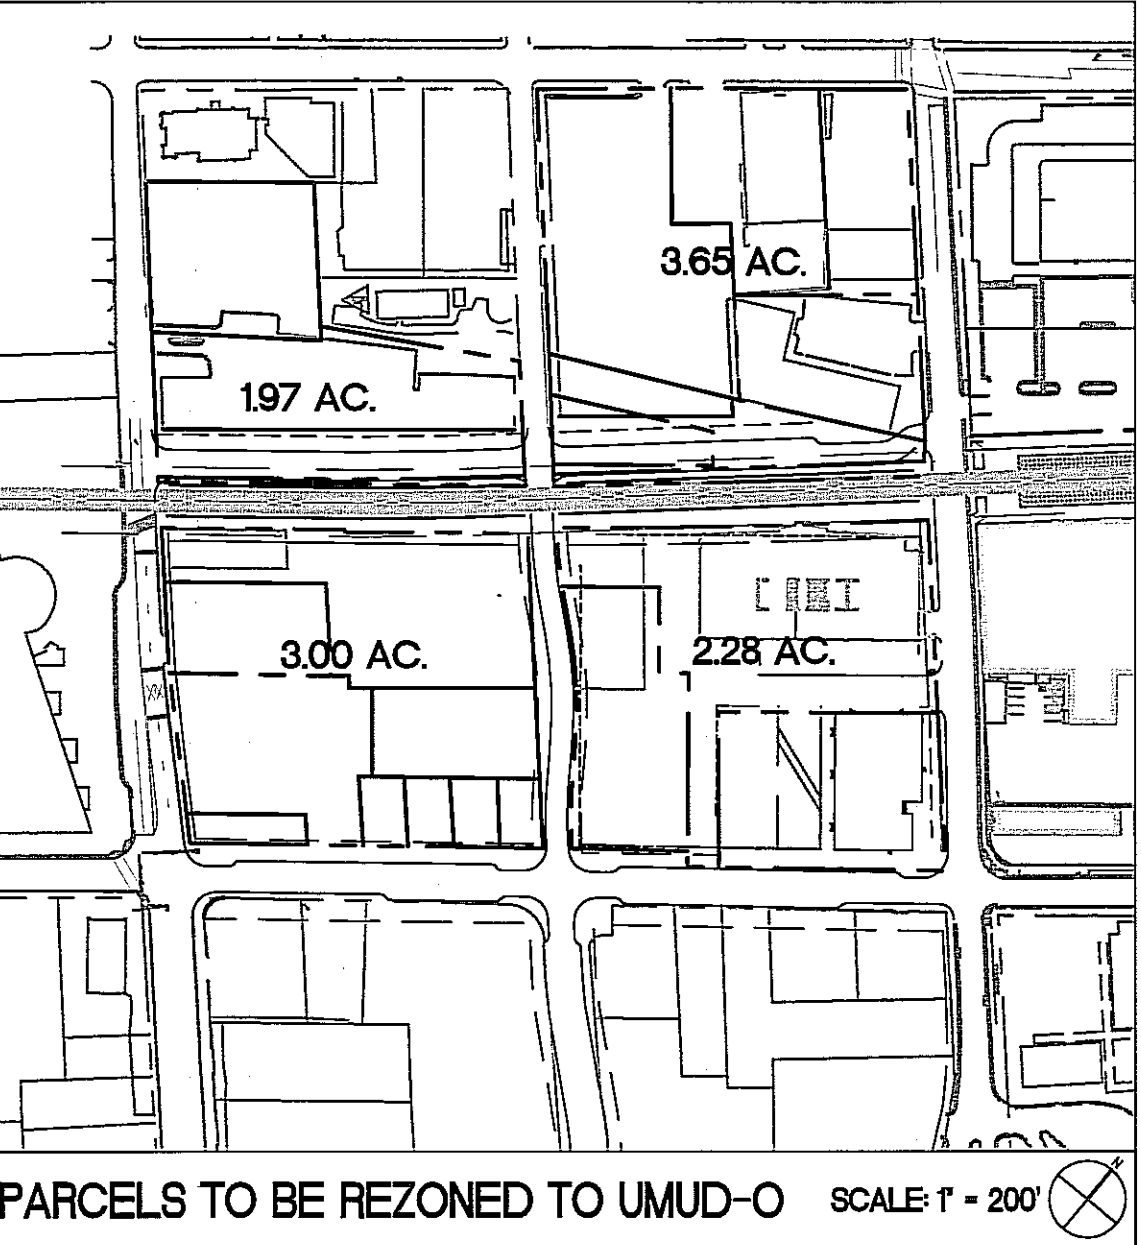 3.65 AC.
1.97 AC.
3.00 AC.
2.28 AC.
PARCELS TO BE REZONED TO UMUD-O SCALE: 1" = 200' N